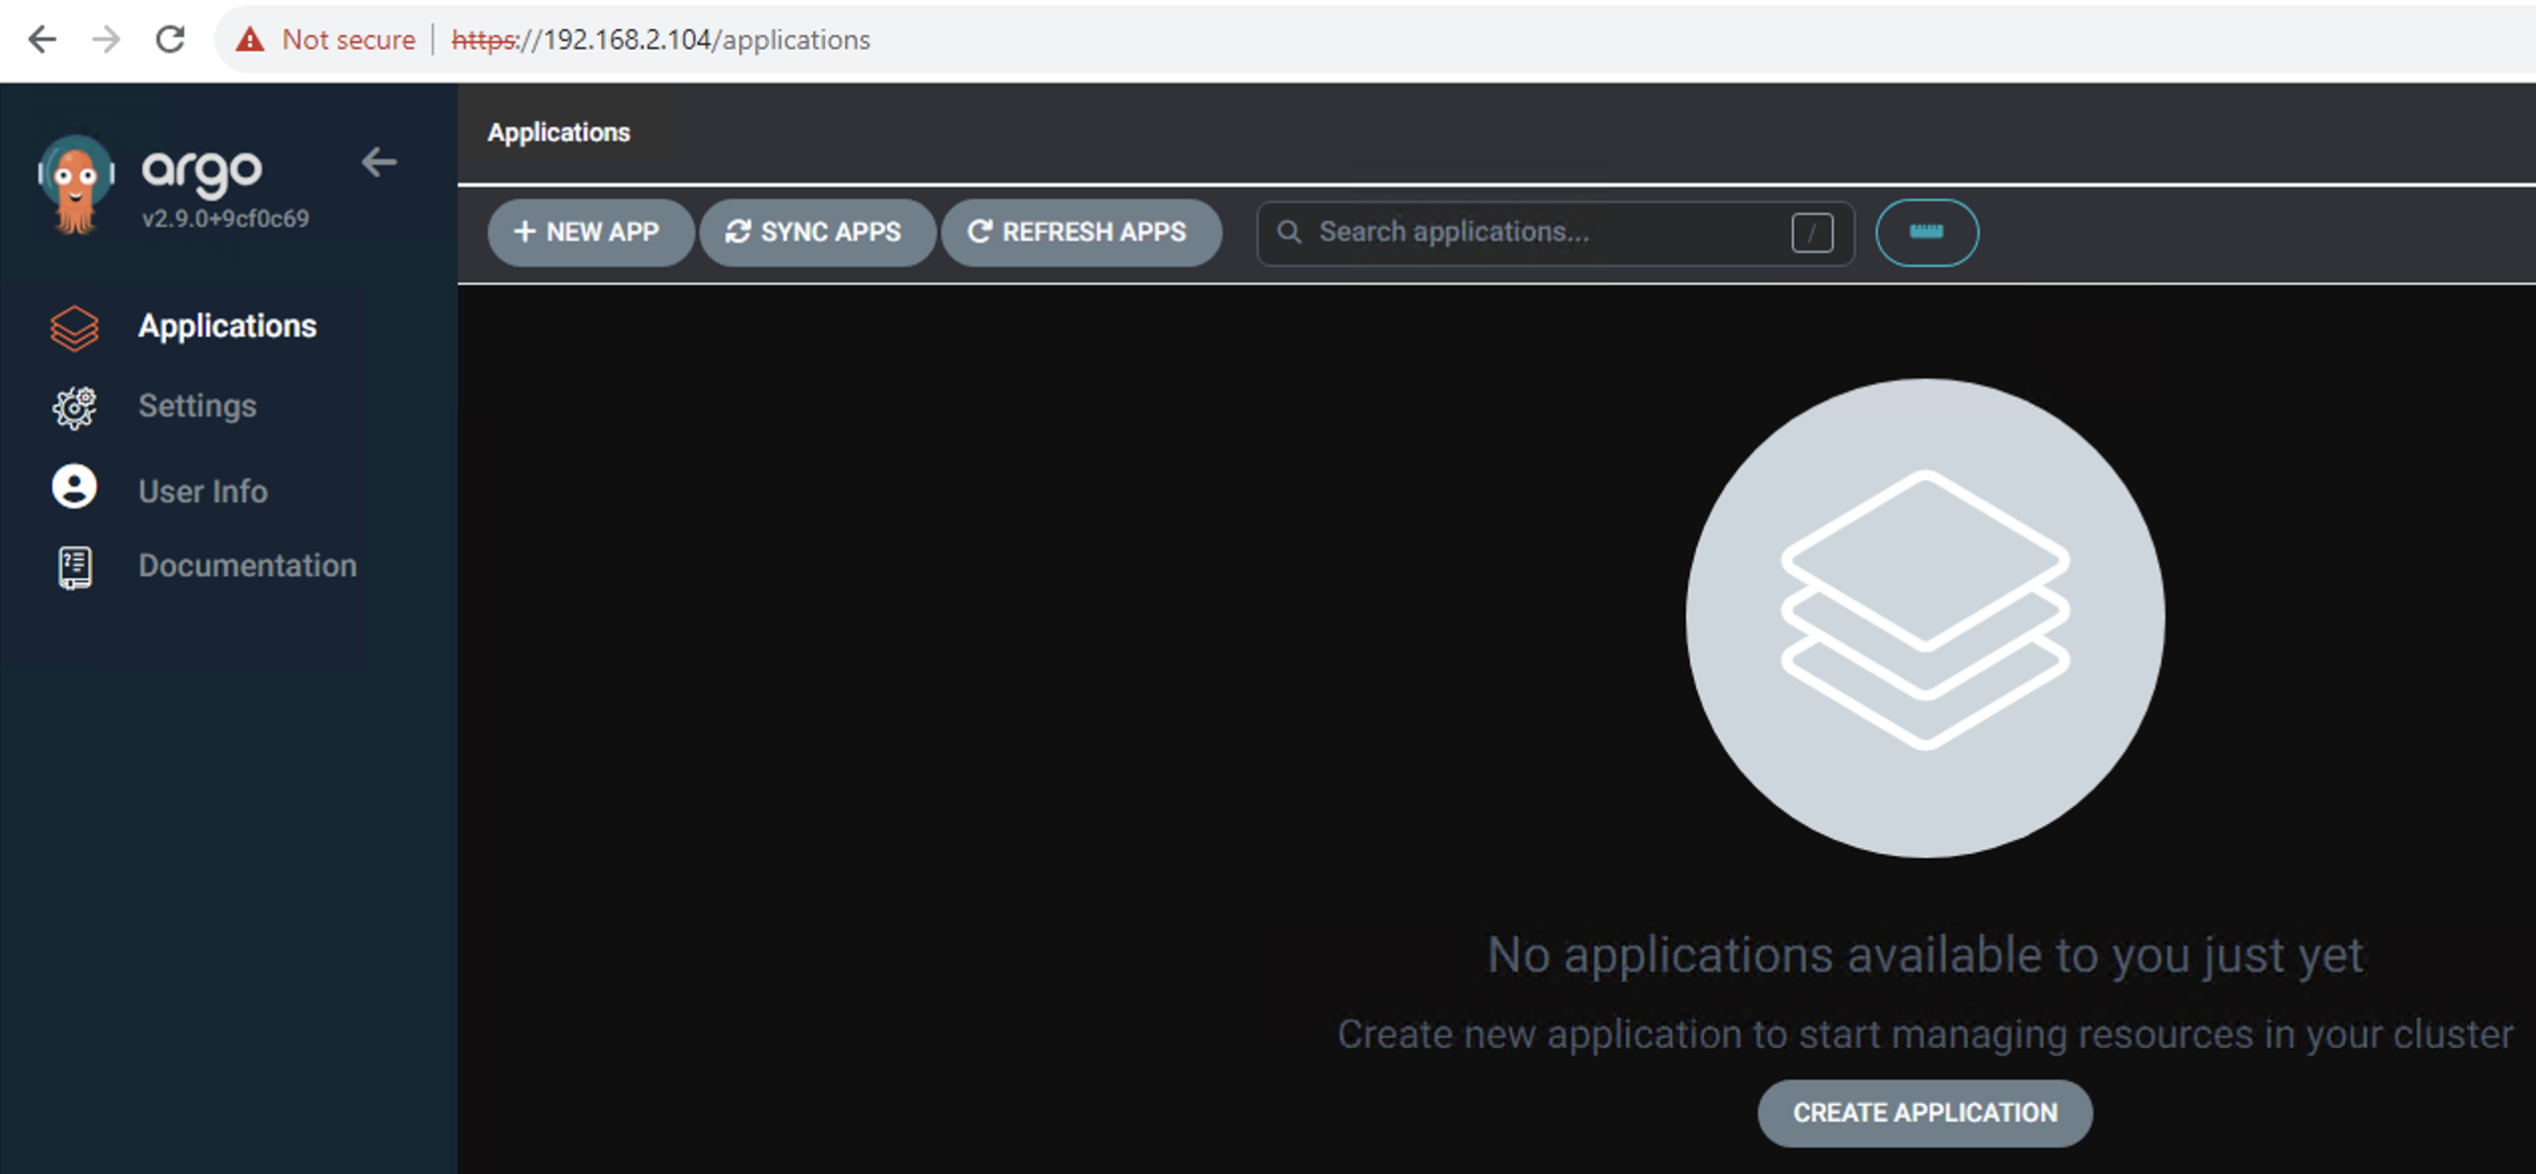 Not secure | https://192.168.2.104/applications
argo
v2.9.0+9cf0c69
Applications
Settings
User Info
Documentation
Applications
NEW APP SYNC APPS REFRESH APPS Search applications... /
No applications available to you just yet
Create new application to start managing resources in your cluster
CREATE APPLICATION